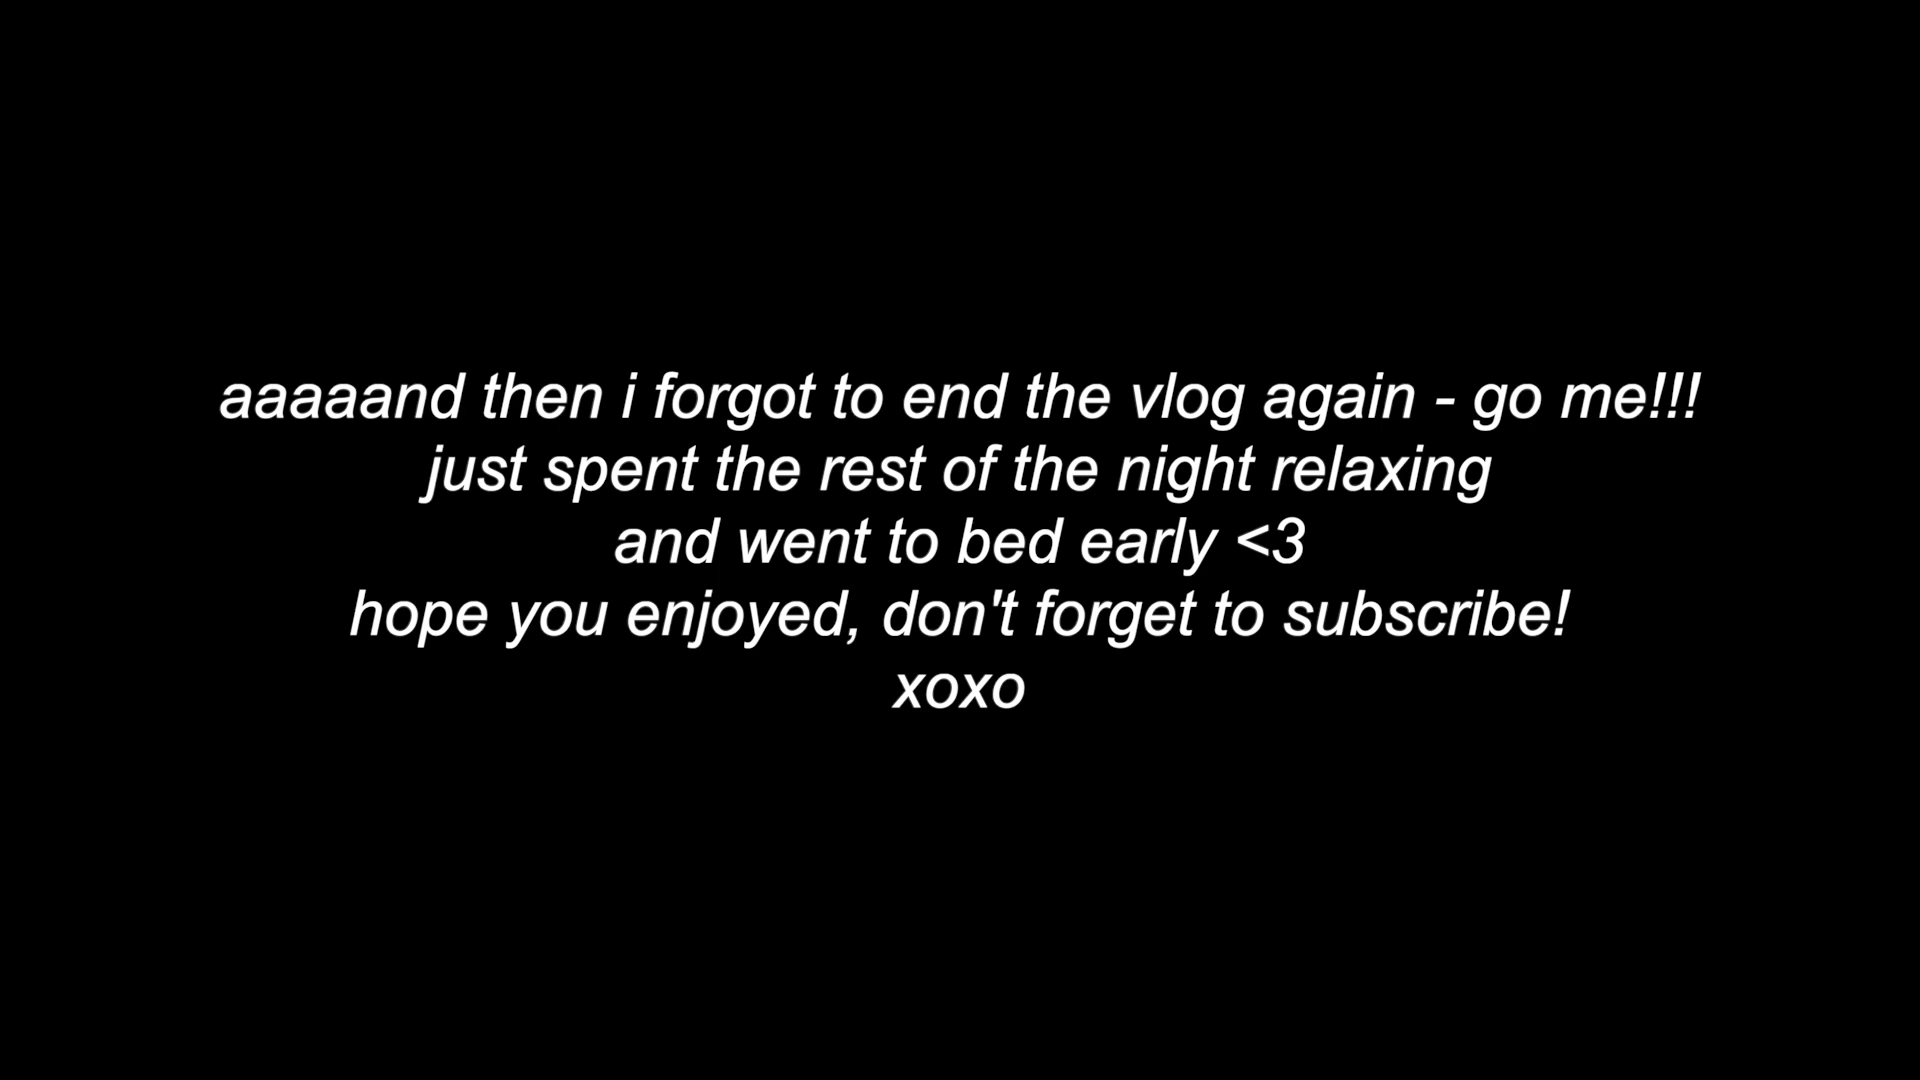 aaaaand then i forgot to end the vlog again - go me!!!
just spent the rest of the night relaxing
and went to bed early <3
hope you enjoyed, don't forget to subscribe!
xoxo